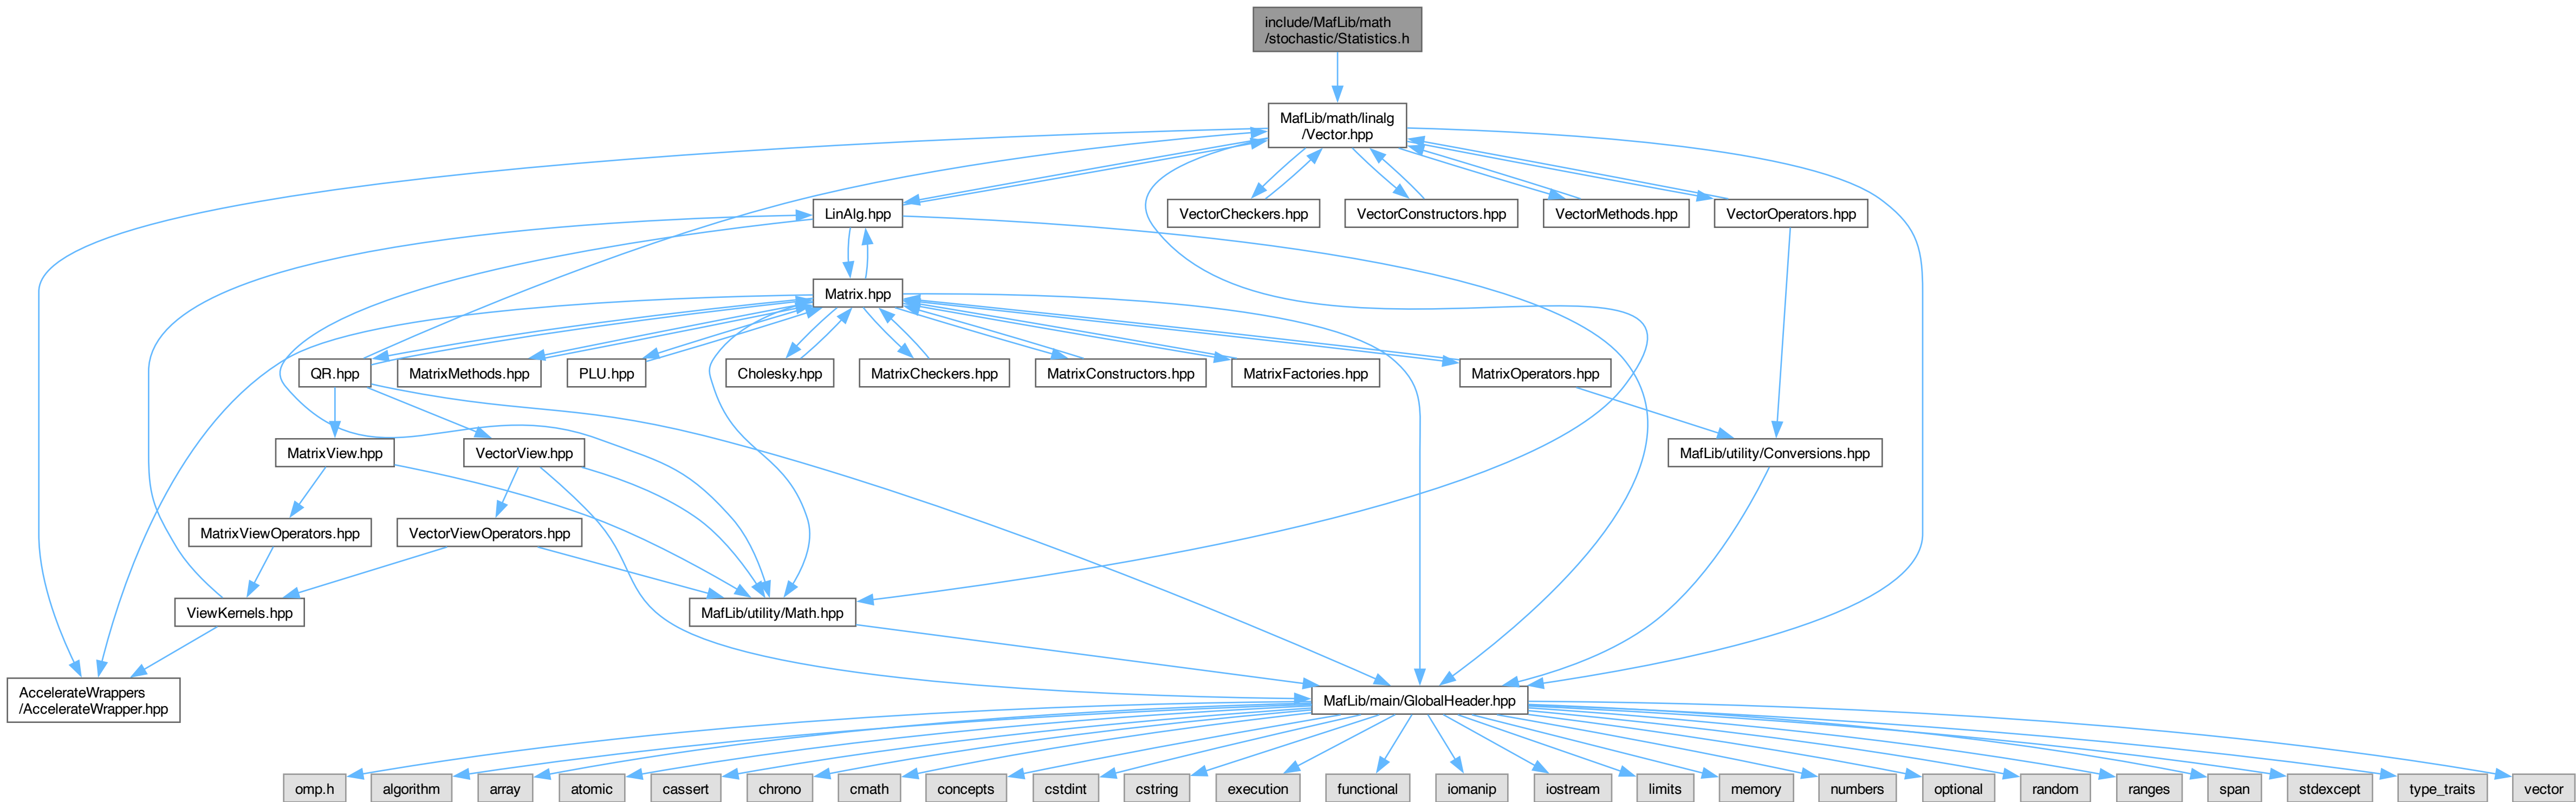 include/MafLib/math
/stochastic/Statistics.h
MafLib/math/linalg
/Vector.hpp
LinAlg.hpp
VectorCheckers.hpp
VectorConstructors.hpp
VectorMethods.hpp
VectorOperators.hpp
Matrix.hpp
QR.hpp
MatrixMethods.hpp
PLU.hpp
Cholesky.hpp
MatrixCheckers.hpp
MatrixConstructors.hpp
MatrixFactories.hpp
MatrixOperators.hpp
MatrixView.hpp
VectorView.hpp
MafLib/utility/Conversions.hpp
MatrixViewOperators.hpp
VectorViewOperators.hpp
ViewKernels.hpp
MafLib/utility/Math.hpp
AccelerateWrappers
/AccelerateWrapper.hpp
MafLib/main/GlobalHeader.hpp
omp.h
algorithm
array
atomic
cassert
chrono
cmath
concepts
cstdint
cstring
execution
functional
iomanip
iostream
limits
memory
numbers
optional
random
ranges
span
stdexcept
type_traits
vector